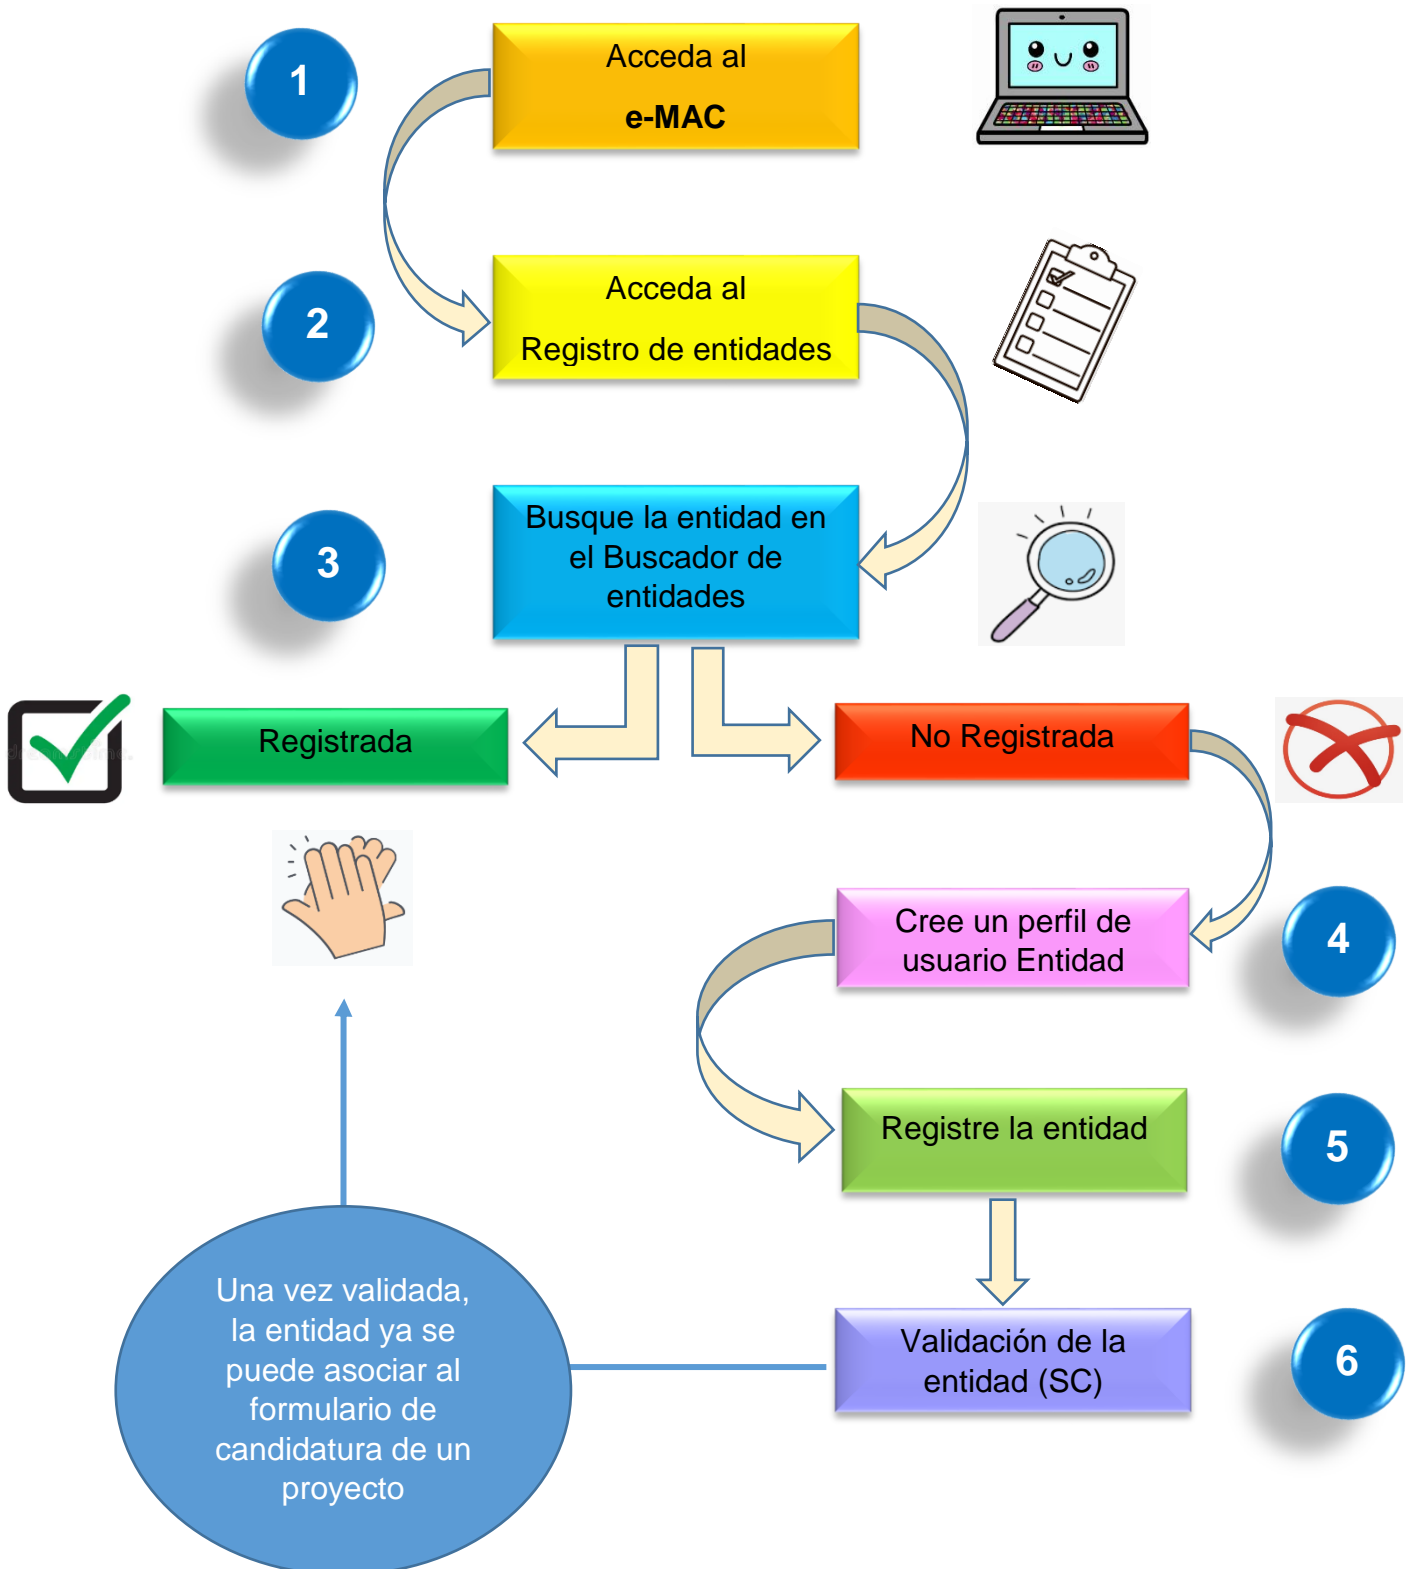 1
Acceda al
e-MAC
2
Acceda al
Registro de entidades
3
Busque la entidad en
el Buscador de
entidades
Registrada
No Registrada
4
Cree un perfil de
usuario Entidad
5
Registre la entidad
6
Validación de la
entidad (SC)
Una vez validada,
la entidad ya se
puede asociar al
formulario de
candidatura de un
proyecto